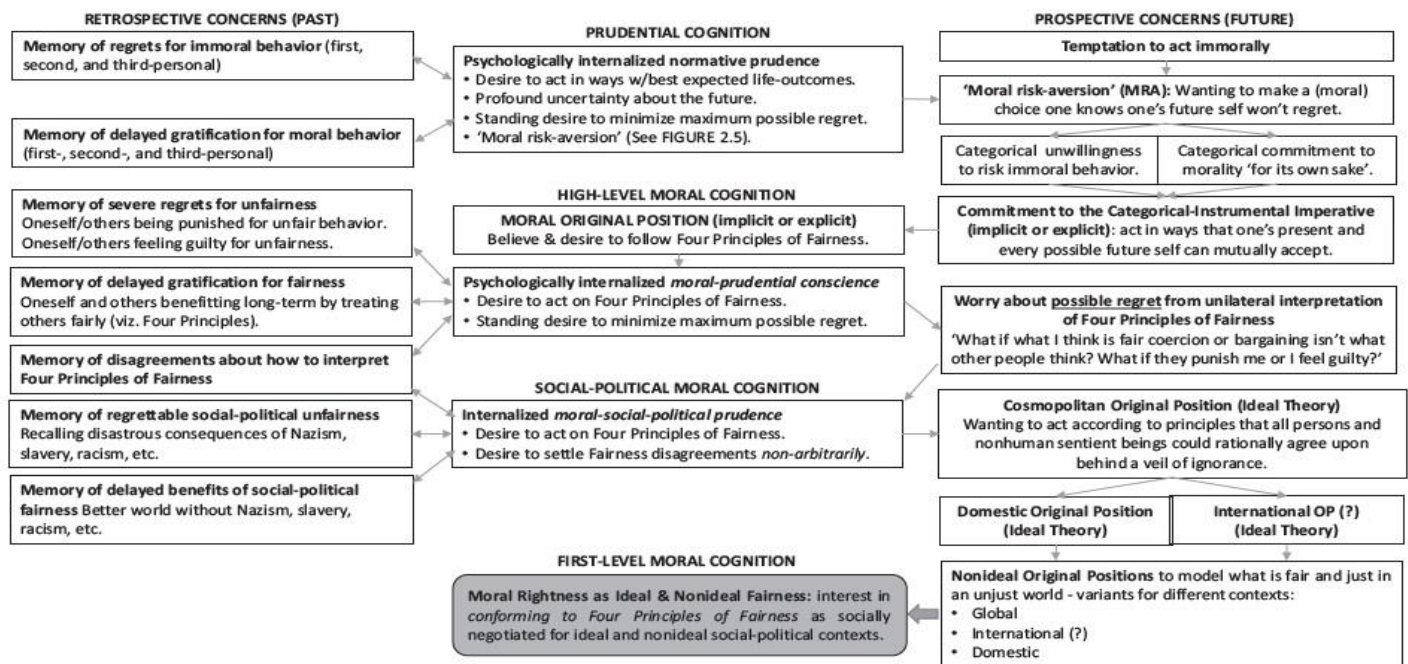 RETROSPECTIVE CONCERNS (PAST)
Memory of regrets for immoral behavior (first,
second, and third-personal)
Memory of delayed gratification for moral behavior
(first-, second-, and third-personal)
Memory of severe regrets for unfairness
Oneself/others being punished for unfair behavior.
Oneself/others feeling guilty for unfairness.
Memory of delayed gratification for fairness
Oneself and others benefitting long-term by treating
others fairly (viz. Four Principles).
Memory of disagreements about how to interpret
Four Principles of Fairness
Memory of regrettable social-political unfairness
Recalling disastrous consequences of Nazism,
slavery, racism, etc.
Memory of delayed benefits of social-political
fairness Better world without Nazism, slavery,
racism, etc.
PRUDENTIAL COGNITION
Psychologically internalized normative prudence
• Desire to act in ways w/best expected life-outcomes.
• Profound uncertainty about the future.
• Standing desire to minimize maximum possible regret.
• ‘Moral risk-aversion’ (See FIGURE 2.5).
HIGH-LEVEL MORAL COGNITION
MORAL ORIGINAL POSITION (implicit or explicit)
Believe & desire to follow Four Principles of Fairness.
Psychologically internalized moral-prudential conscience
• Desire to act on Four Principles of Fairness.
• Standing desire to minimize maximum possible regret.
SOCIAL-POLITICAL MORAL COGNITION
Internalized moral-social-political prudence
• Desire to act on Four Principles of Fairness.
• Desire to settle Fairness disagreements non-arbitrarily.
FIRST-LEVEL MORAL COGNITION
Moral Rightness as Ideal & Nonideal Fairness: interest in
conforming to Four Principles of Fairness as socially
negotiated for ideal and nonideal social-political contexts.
PROSPECTIVE CONCERNS (FUTURE)
Temptation to act immorally
‘Moral risk-aversion’ (MRA): Wanting to make a (moral)
choice one knows one’s future self won’t regret.
Categorical unwillingness
to risk immoral behavior.
Categorical commitment to
morality ‘for its own sake’.
Commitment to the Categorical-Instrumental Imperative
(implicit or explicit): act in ways that one’s present and
every possible future self can mutually accept.
Worry about possible regret from unilateral interpretation
of Four Principles of Fairness
‘What if what I think is fair coercion or bargaining isn’t what
other people think? What if they punish me or I feel guilty?’
Cosmopolitan Original Position (Ideal Theory)
Wanting to act according to principles that all persons and
nonhuman sentient beings could rationally agree upon
behind a veil of ignorance.
Domestic Original Position
(Ideal Theory)
International OP (?)
(Ideal Theory)
Nonideal Original Positions to model what is fair and just in
an unjust world - variants for different contexts:
• Global
• International (?)
• Domestic